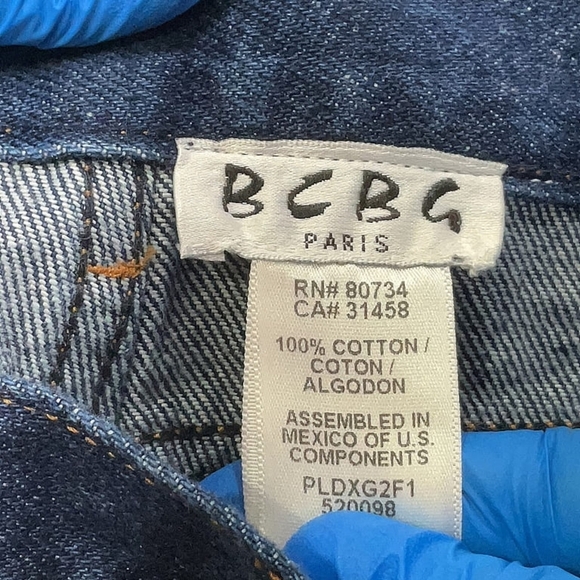 BCBG
PARIS
RN# 80734
CA# 31458
100% COTTON /
COTON /
ALGODON
ASSEMBLED IN
MEXICO OF U.S.
COMPONENTS
PLDXG2F1
520098